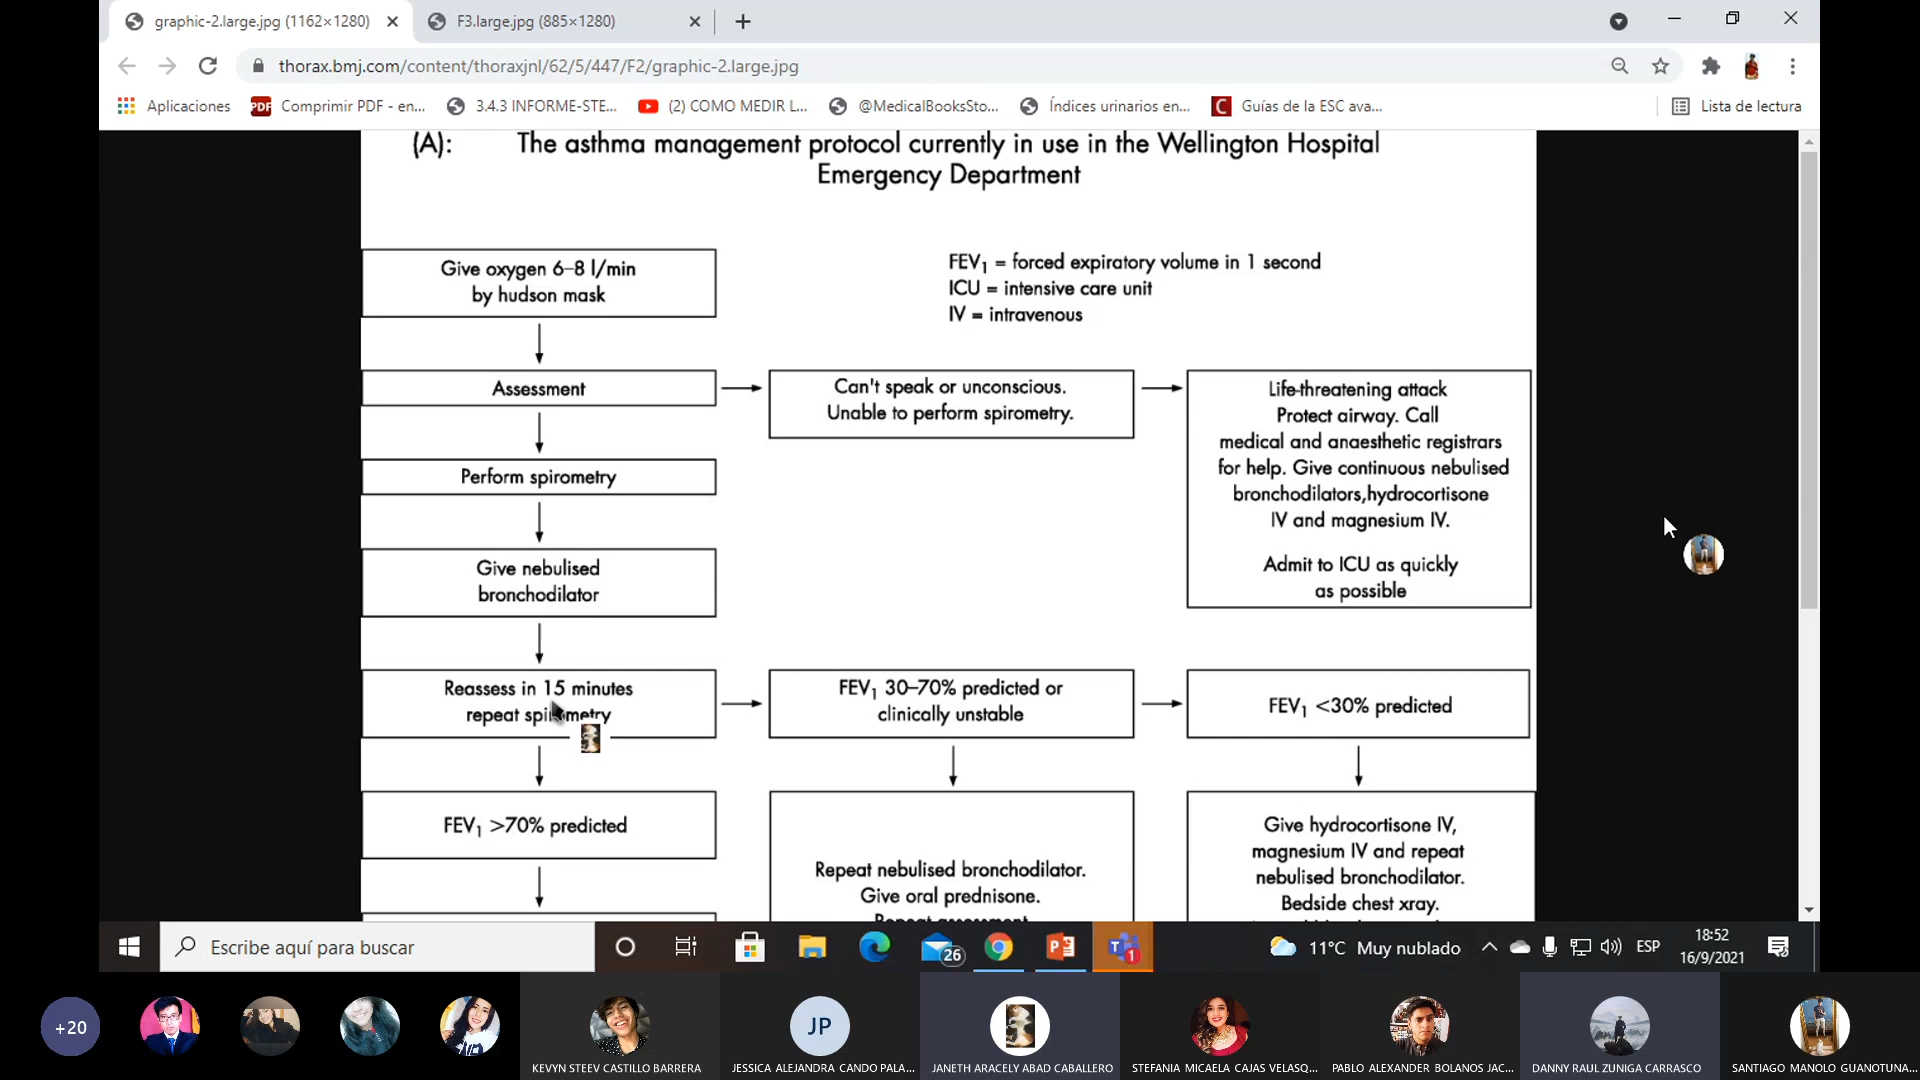 graphic-2.large.jpg (1162×1280)
F3.large.jpg (885×1280)
thorax.bmj.com/content/thoraxjnl/62/5/447/F2/graphic-2.large.jpg
Aplicaciones
PDF
Comprimir PDF - en...
3.4.3 INFORME-STE...
(2) COMO MEDIR L...
@MedicalBooksSto...
Índices urinarios en...
Guías de la ESC ava...
Lista de lectura
(A): The asthma management protocol currently in use in the Wellington Hospital
Emergency Department
Give oxygen 6–8 l/min
by hudson mask
FEV1 = forced expiratory volume in 1 second
ICU = intensive care unit
IV = intravenous
Assessment
Can't speak or unconscious.
Unable to perform spirometry.
Life-threatening attack
Protect airway. Call
medical and anaesthetic registrars
for help. Give continuous nebulised
bronchodilators,hydrocortisone
IV and magnesium IV.
Admit to ICU as quickly
as possible
Perform spirometry
Give nebulised
bronchodilator
Reassess in 15 minutes
repeat spirometry
FEV1 30–70% predicted or
clinically unstable
FEV1 <30% predicted
FEV1 >70% predicted
Repeat nebulised bronchodilator.
Give oral prednisone.
Repeat assessment
Give hydrocortisone IV,
magnesium IV and repeat
nebulised bronchodilator.
Bedside chest xray.
Escribe aquí para buscar
26
1
11°C Muy nublado
ESP
18:52
16/9/2021
+20
JP
KEVYN STEEV CASTILLO BARRERA
JESSICA ALEJANDRA CANDO PALA...
JANETH ARACELY ABAD CABALLERO
STEFANIA MICAELA CAJAS VELASQ...
PABLO ALEXANDER BOLANOS JAC...
DANNY RAUL ZUNIGA CARRASCO
SANTIAGO MANOLO GUANOTUNA...